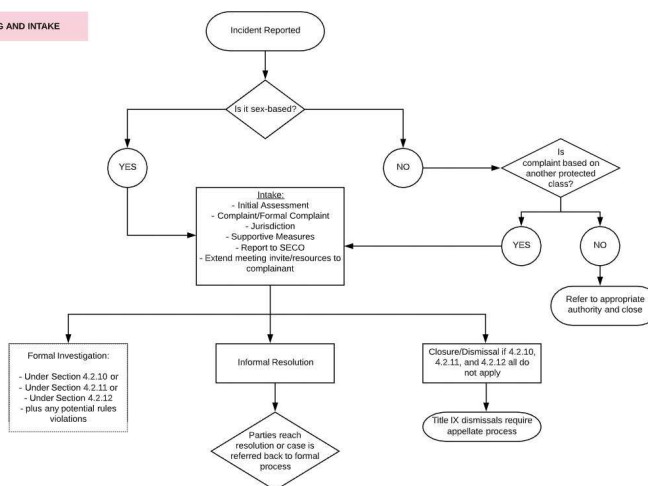 G AND INTAKE
Incident Reported
Is it sex-based?
YES
NO
Is
complaint based on
another protected
class?
Intake:
- Initial Assessment
- Complaint/Formal Complaint
- Jurisdiction
- Supportive Measures
- Report to SECO
- Extend meeting invite/resources to
complainant
YES
NO
Refer to appropriate
authority and close
Formal Investigation:
- Under Section 4.2.10 or
- Under Section 4.2.11 or
- Under Section 4.2.12
- plus any potential rules
violations
Informal Resolution
Closure/Dismissal if 4.2.10,
4.2.11, and 4.2.12 all do
not apply
Parties reach
resolution or case is
referred back to formal
process
Title IX dismissals require
appellate process